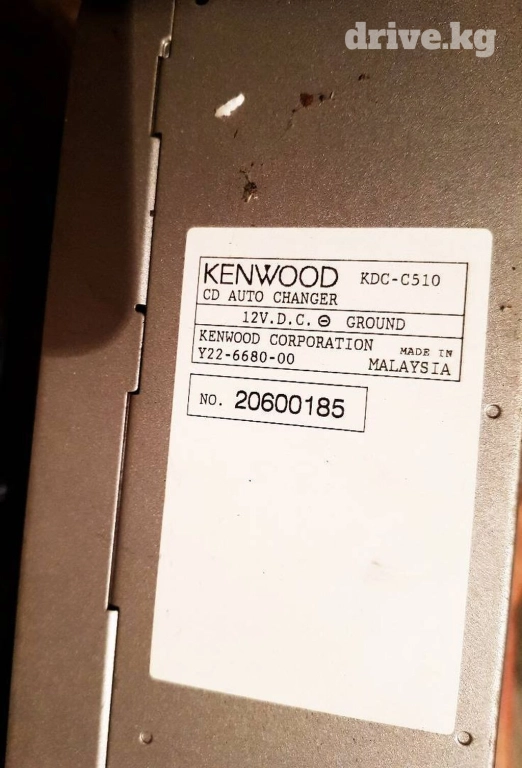 drive.kg
KENWOOD KDC-C510
CD AUTO CHANGER
12V.D.C. ⊖ GROUND
KENWOOD CORPORATION MADE IN
Y22-6680-00 MALAYSIA
NO. 20600185